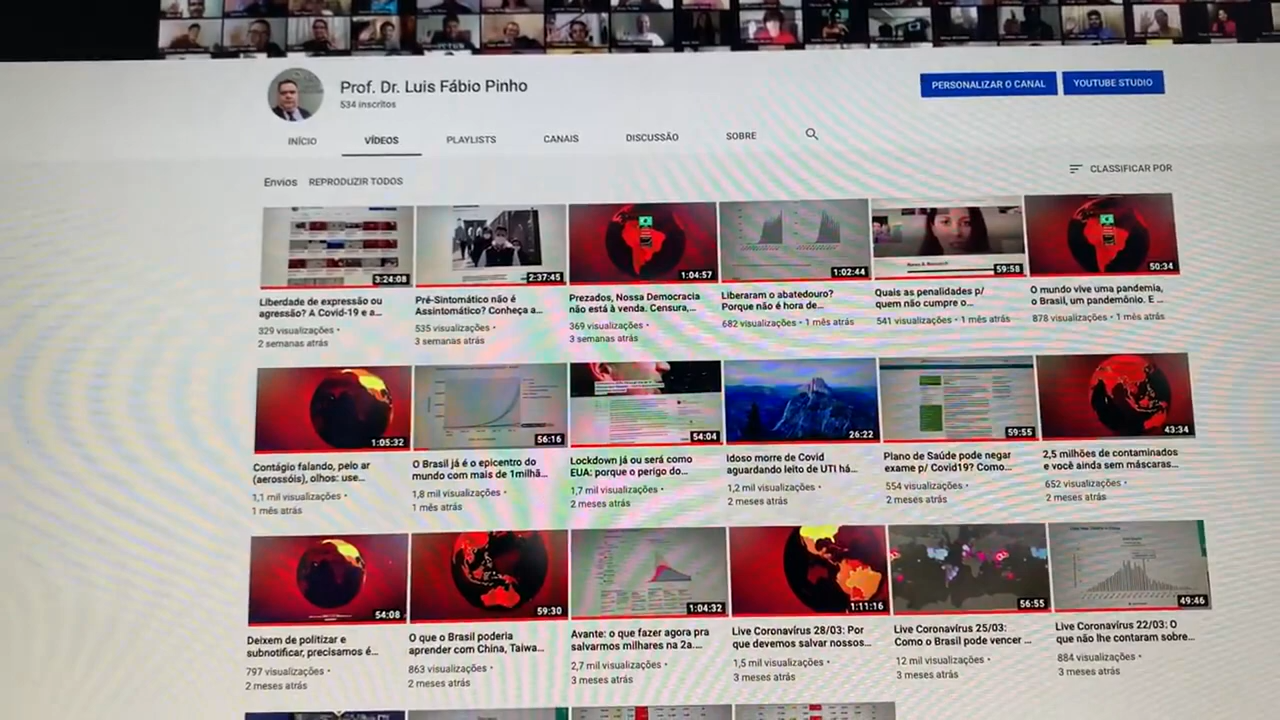 Prof. Dr. Luis Fábio Pinho
534 inscritos
PERSONALIZAR O CANAL
YOUTUBE STUDIO
INÍCIO
VÍDEOS
PLAYLISTS
CANAIS
DISCUSSÃO
SOBRE
Envios
REPRODUZIR TODOS
CLASSIFICAR POR
3:24:08
Liberdade de expressão ou
agressão? A Covid-19 e a...
329 visualizações •
2 semanas atrás
2:37:45
Pré-Sintomático não é
Assintomático? Conheça a...
535 visualizações •
3 semanas atrás
1:04:57
Prezados, Nossa Democracia
não está à venda. Censura,...
369 visualizações •
3 semanas atrás
1:02:44
Liberaram o abatedouro?
Porque não é hora de...
682 visualizações • 1 mês atrás
59:58
Quais as penalidades p/
quem não cumpre o...
541 visualizações • 1 mês atrás
50:34
O mundo vive uma pandemia,
o Brasil, um pandemônio. E ...
878 visualizações • 1 mês atrás
1:05:32
Contágio falando, pelo ar
(aerossóis), olhos: use...
1,1 mil visualizações •
1 mês atrás
56:16
O Brasil já é o epicentro do
mundo com mais de 1milhã...
1,8 mil visualizações •
1 mês atrás
54:04
Lockdown já ou será como
EUA: porque o perigo do...
1,7 mil visualizações •
2 meses atrás
26:22
Idoso morre de Covid
aguardando leito de UTI há...
1,2 mil visualizações •
2 meses atrás
59:55
Plano de Saúde pode negar
exame p/ Covid19? Como...
554 visualizações •
2 meses atrás
43:34
2,5 milhões de contaminados
e você ainda sem máscaras...
652 visualizações •
2 meses atrás
54:08
Deixem de politizar e
subnotificar, precisamos é...
797 visualizações •
2 meses atrás
59:30
O que o Brasil poderia
aprender com China, Taiwa...
863 visualizações •
2 meses atrás
1:04:32
Avante: o que fazer agora pra
salvarmos milhares na 2a....
2,7 mil visualizações •
3 meses atrás
1:11:16
Live Coronavírus 28/03: Por
que devemos salvar nossos...
1,5 mil visualizações •
3 meses atrás
56:55
Live Coronavírus 25/03:
Como o Brasil pode vencer ...
12 mil visualizações •
3 meses atrás
49:46
Live Coronavírus 22/03: O
que não lhe contaram sobre...
884 visualizações •
3 meses atrás